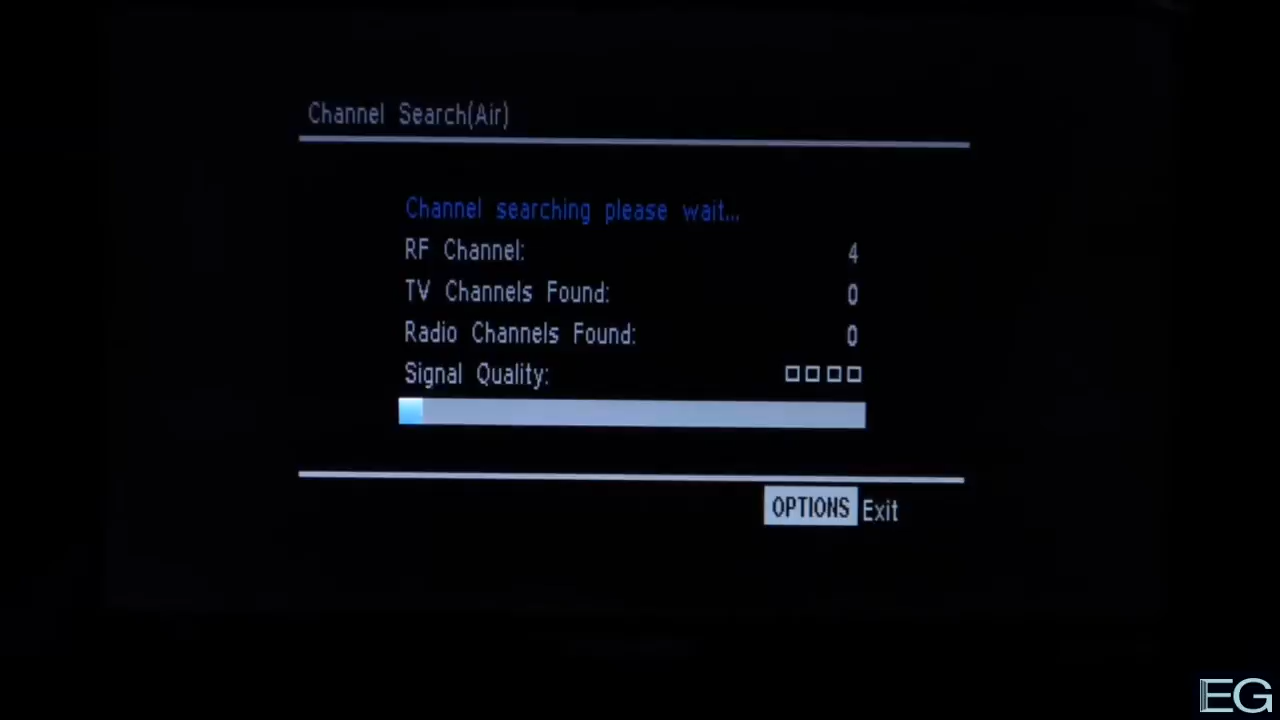 Channel Search(Air)
Channel searching please wait...
RF Channel: 4
TV Channels Found: 0
Radio Channels Found: 0
Signal Quality:
OPTIONS Exit
EG